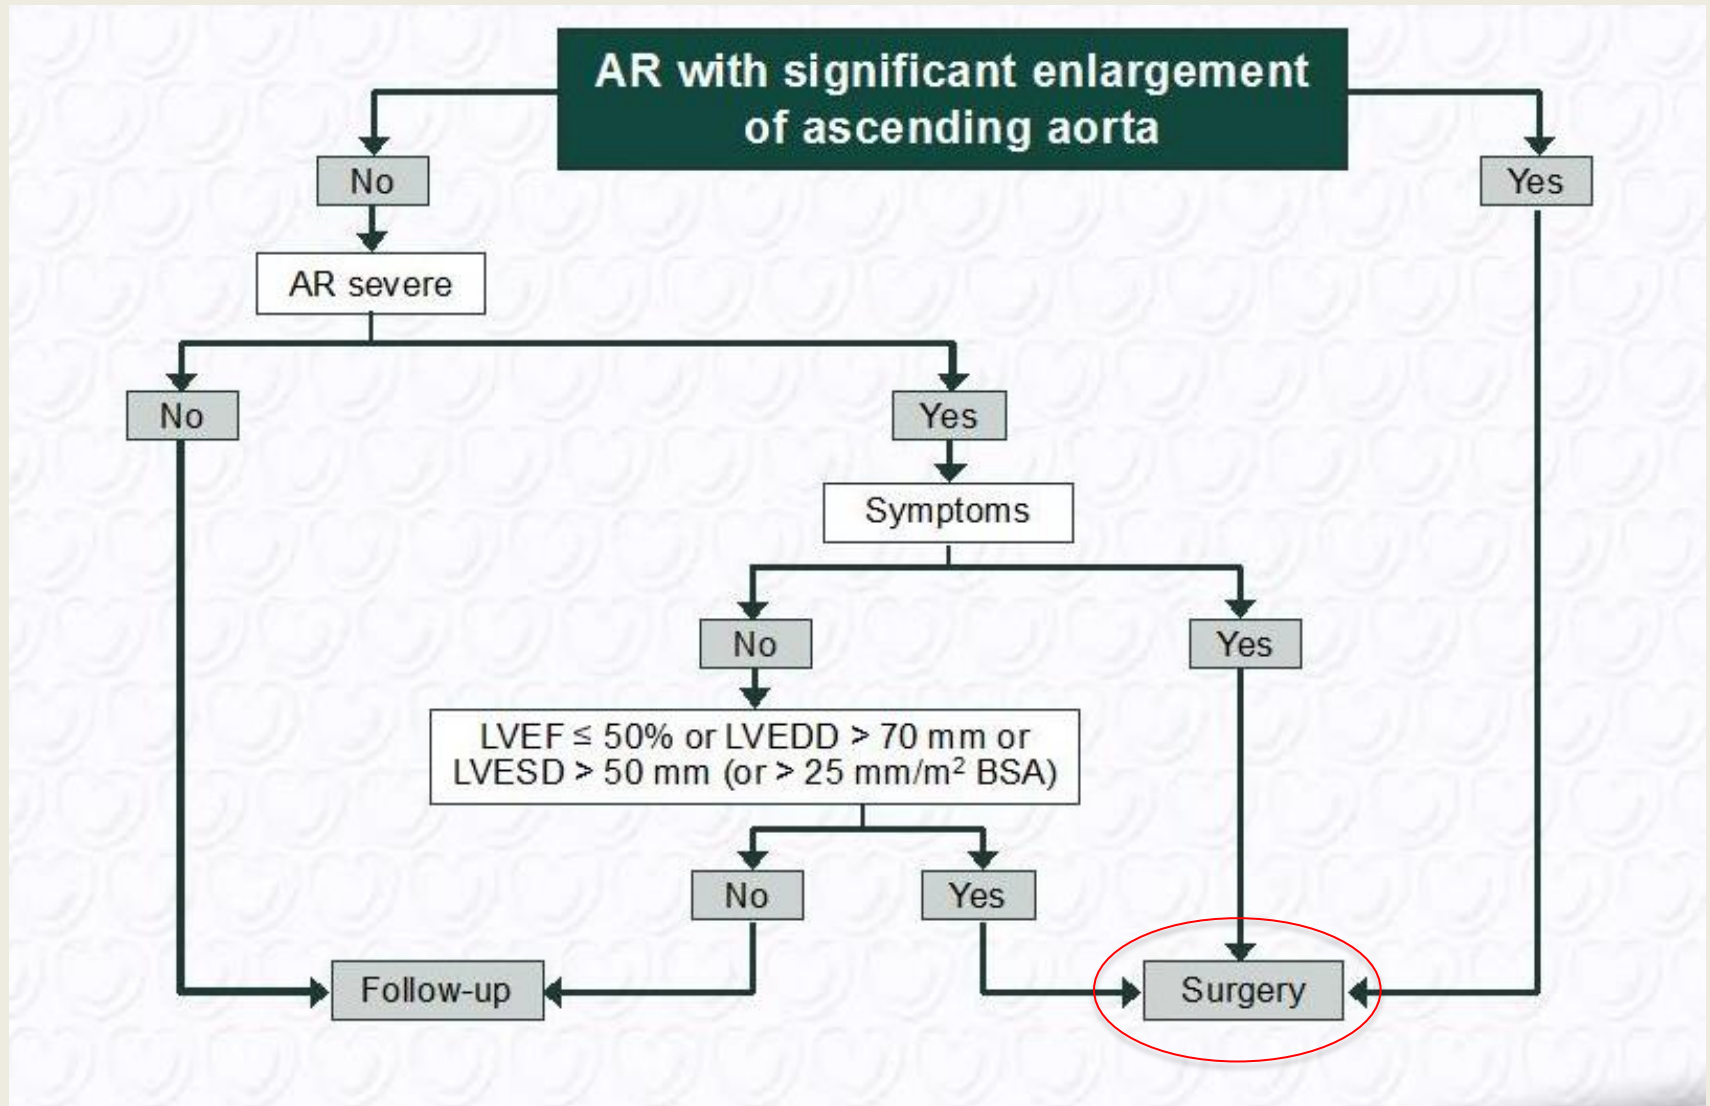 AR with significant enlargement
of ascending aorta
No
Yes
AR severe
No
Yes
Symptoms
No
Yes
LVEF ≤ 50% or LVEDD > 70 mm or
LVESD > 50 mm (or > 25 mm/m² BSA)
No
Yes
Follow-up
Surgery